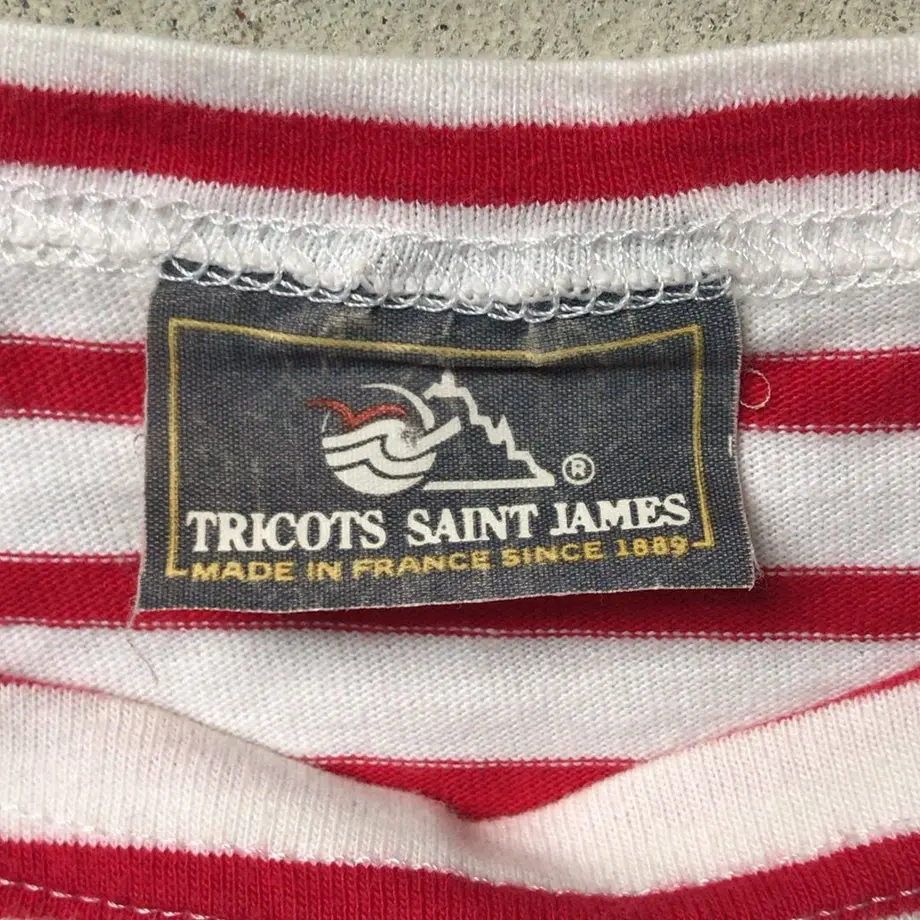 ®
TRICOTS SAINT JAMES
MADE IN FRANCE SINCE 1889